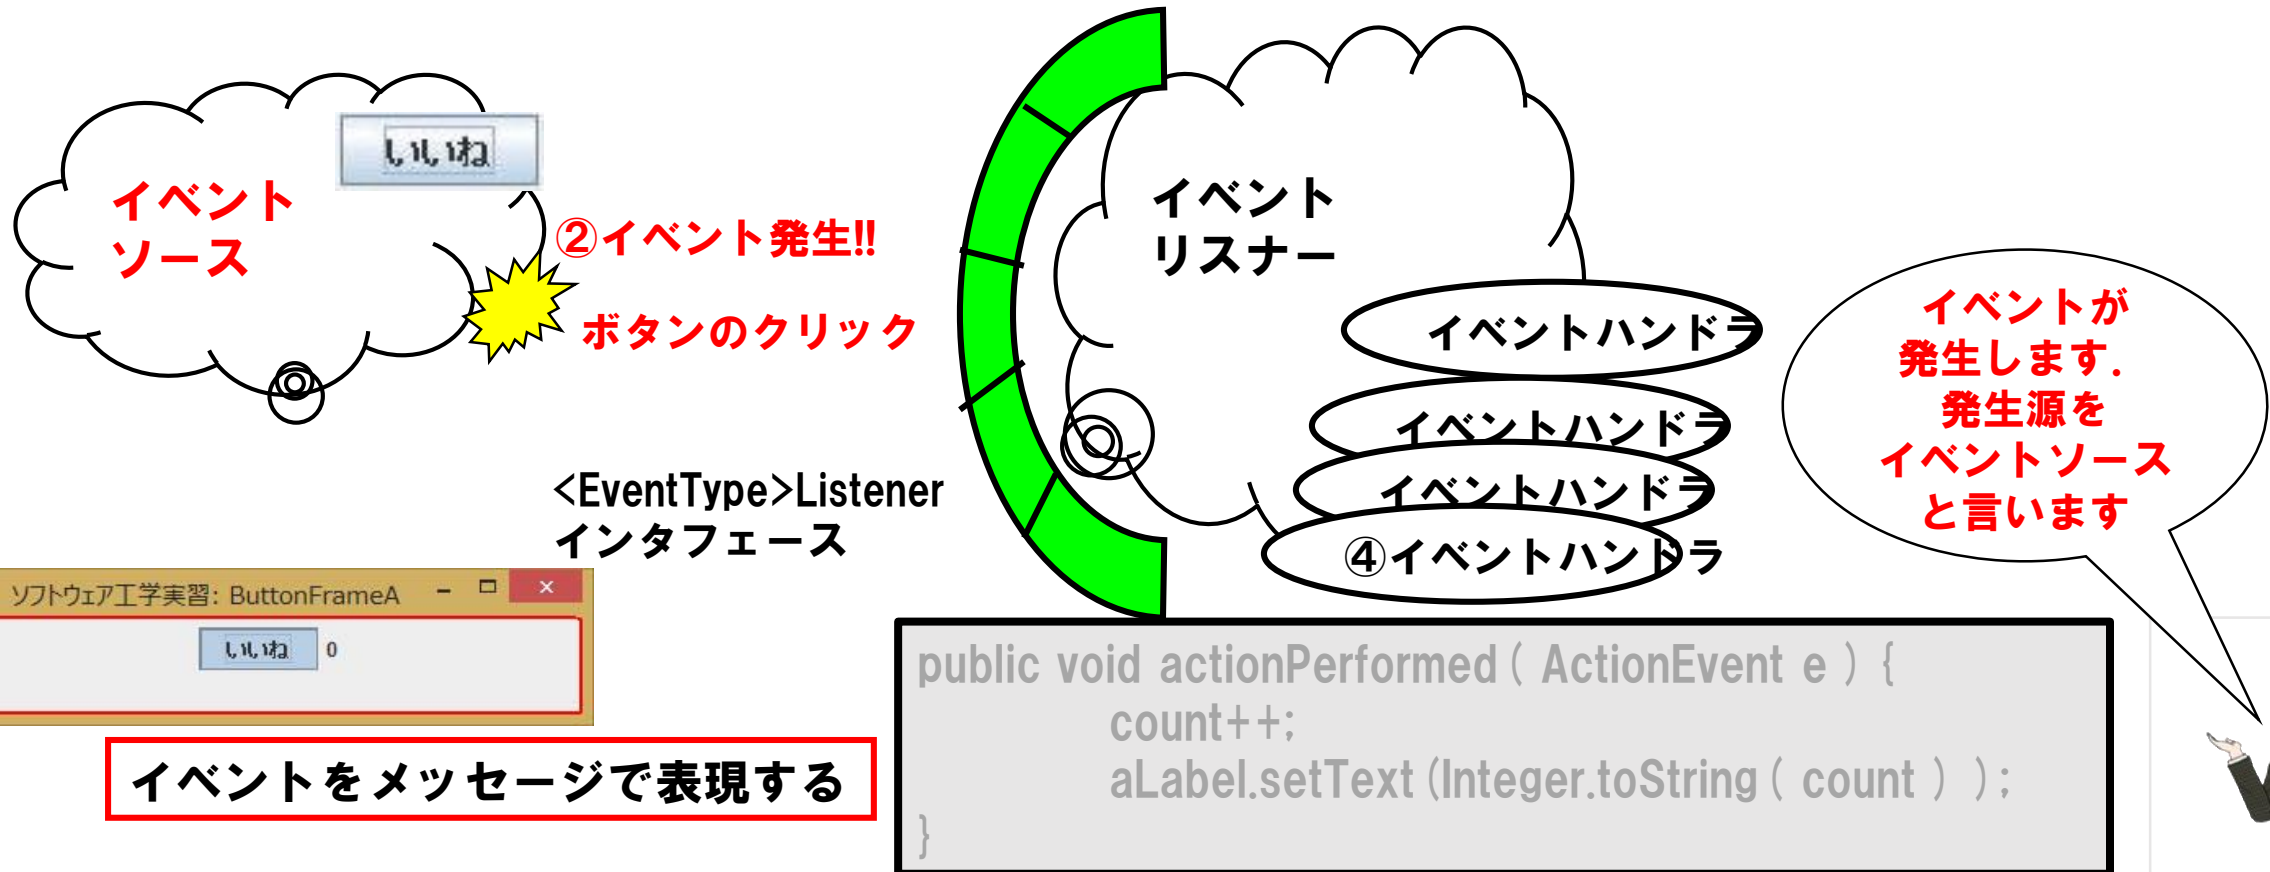 いいね
イベント
ソース
②イベント発生!!
ボタンのクリック
イベント
リスナー
イベントハンドラ
イベントハンドラ
イベントハンドラ
④イベントハンドラ
<EventType>Listener
インタフェース
イベントが
発生します.
発生源を
イベントソース
と言います
ソフトウェア工学実習: ButtonFrameA
いいね 0
イベントをメッセージで表現する
public void actionPerformed ( ActionEvent e ) {
count++;
aLabel.setText (Integer.toString ( count ) );
}